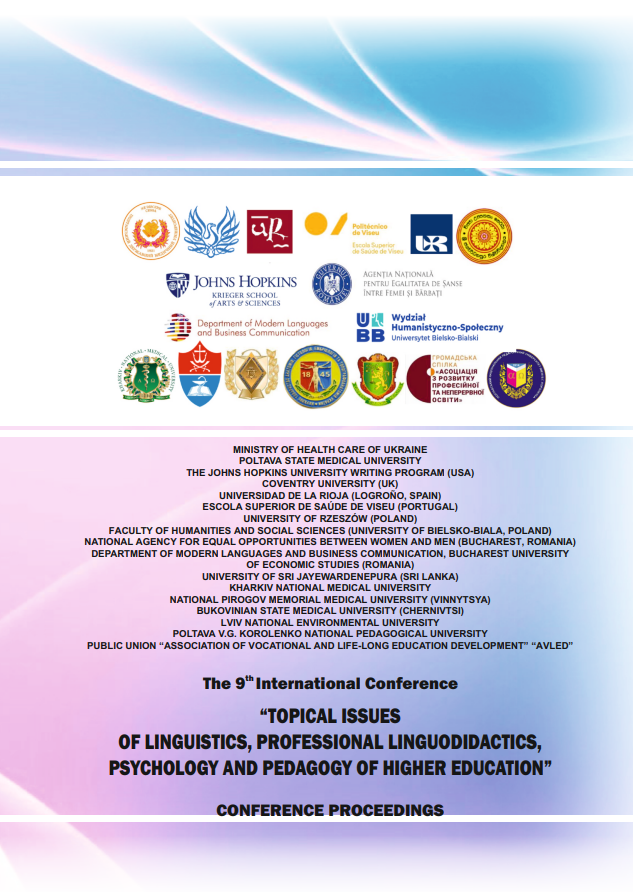 Politécnico
de Viseu
Escola Superior
de Saúde de Viseu
UR
JOHNS HOPKINS
KRIEGER SCHOOL
of ARTS & SCIENCES
GUVERNUL ROMÂNIEI
AGENȚIA NAȚIONALĂ
PENTRU EGALITATEA DE ȘANSE
ÎNTRE FEMEI ȘI BĂRBAȚI
Department of Modern Languages
and Business Communication
UBB
Wydział
Humanistyczno-Społeczny
Uniwersytet Bielsko-Bialski
KHARKIV NATIONAL MEDICAL UNIVERSITY
18 45
ГРОМАДСЬКА
СПІЛКА
«АСОЦІАЦІЯ
З РОЗВИТКУ
ПРОФЕСІЙНОЇ
ТА НЕПЕРЕРВНОЇ
ОСВІТИ»
MINISTRY OF HEALTH CARE OF UKRAINE
POLTAVA STATE MEDICAL UNIVERSITY
THE JOHNS HOPKINS UNIVERSITY WRITING PROGRAM (USA)
COVENTRY UNIVERSITY (UK)
UNIVERSIDAD DE LA RIOJA (LOGROÑO, SPAIN)
ESCOLA SUPERIOR DE SAÚDE DE VISEU (PORTUGAL)
UNIVERSITY OF RZESZÓW (POLAND)
FACULTY OF HUMANITIES AND SOCIAL SCIENCES (UNIVERSITY OF BIELSKO-BIALA, POLAND)
NATIONAL AGENCY FOR EQUAL OPPORTUNITIES BETWEEN WOMEN AND MEN (BUCHAREST, ROMANIA)
DEPARTMENT OF MODERN LANGUAGES AND BUSINESS COMMUNICATION, BUCHAREST UNIVERSITY
OF ECONOMIC STUDIES (ROMANIA)
UNIVERSITY OF SRI JAYEWARDENEPURA (SRI LANKA)
KHARKIV NATIONAL MEDICAL UNIVERSITY
NATIONAL PIROGOV MEMORIAL MEDICAL UNIVERSITY (VINNYTSYA)
BUKOVINIAN STATE MEDICAL UNIVERSITY (CHERNIVTSI)
LVIV NATIONAL ENVIRONMENTAL UNIVERSITY
POLTAVA V.G. KOROLENKO NATIONAL PEDAGOGICAL UNIVERSITY
PUBLIC UNION “ASSOCIATION OF VOCATIONAL AND LIFE-LONG EDUCATION DEVELOPMENT” “AVLED”
The 9th International Conference
“TOPICAL ISSUES
OF LINGUISTICS, PROFESSIONAL LINGUODIDACTICS,
PSYCHOLOGY AND PEDAGOGY OF HIGHER EDUCATION”
CONFERENCE PROCEEDINGS